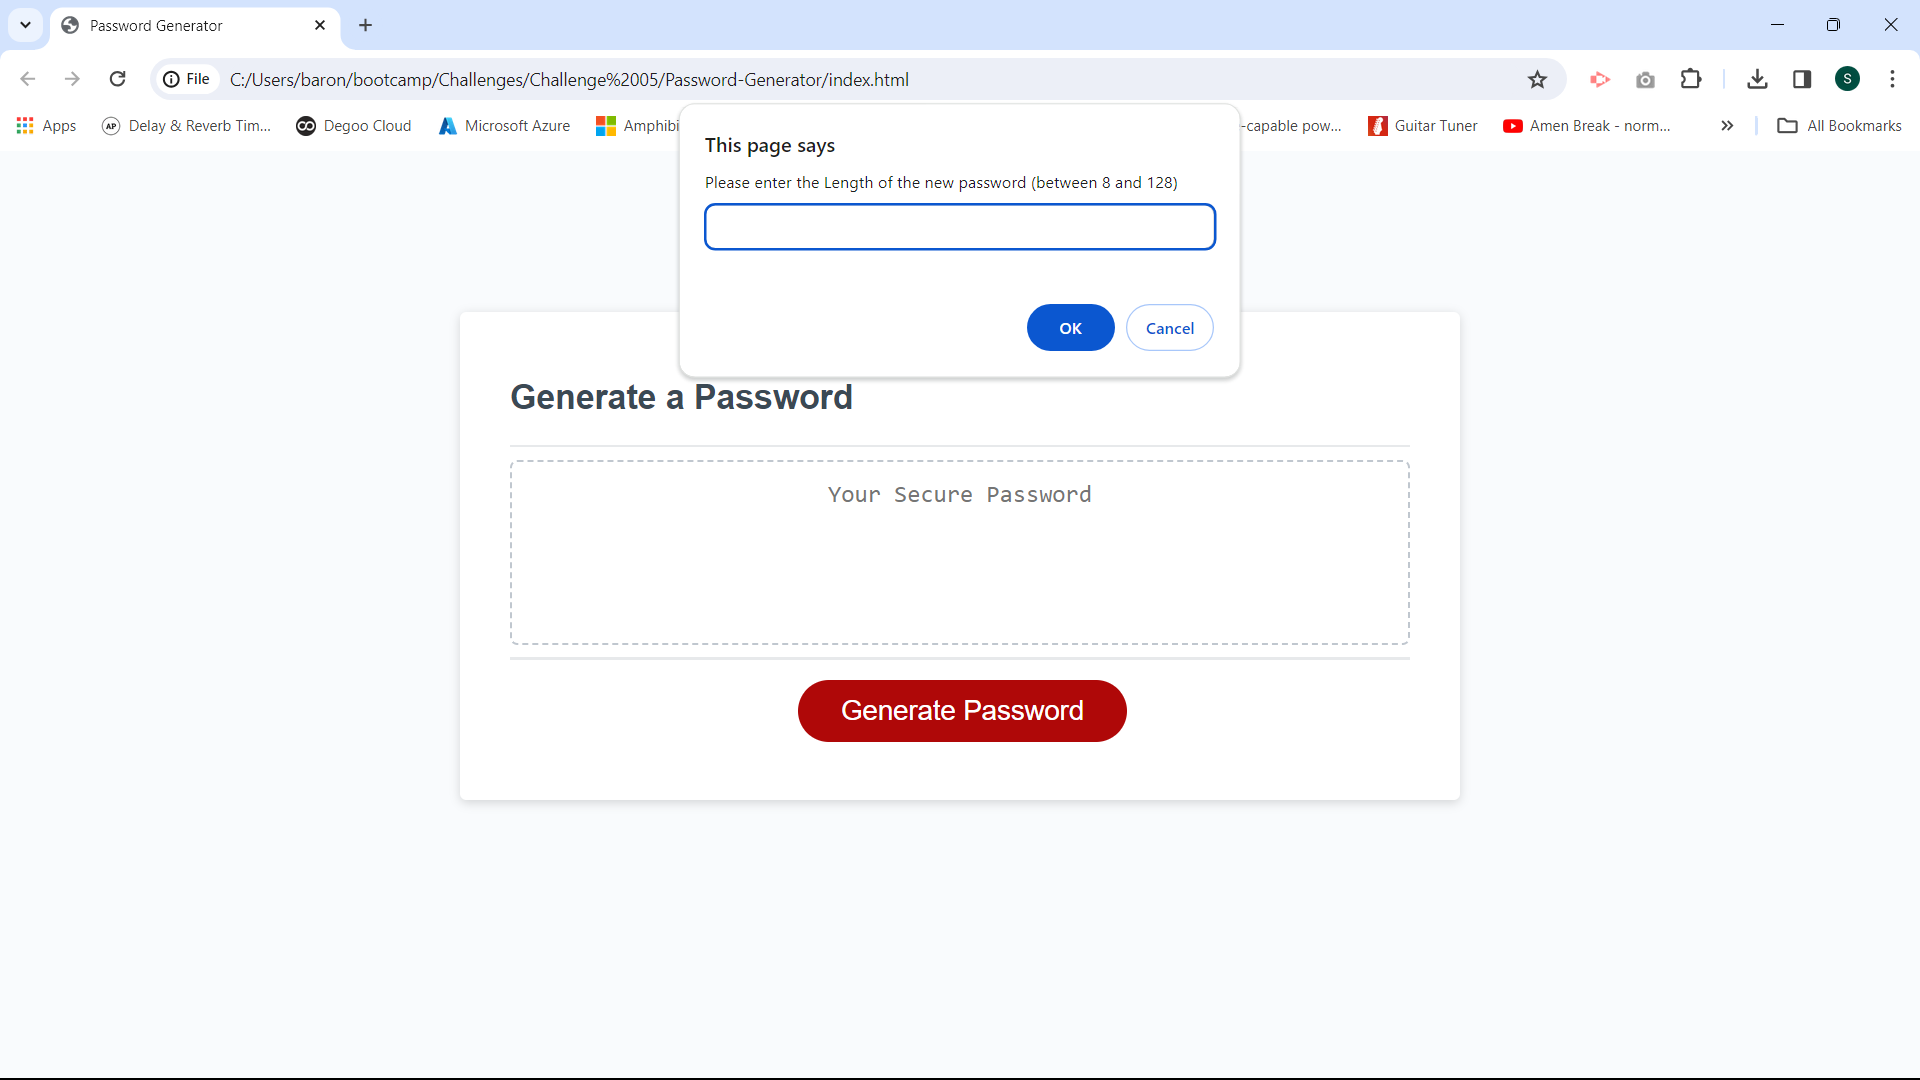 Password Generator
File
C:/Users/baron/bootcamp/Challenges/Challenge%2005/Password-Generator/index.html
S
Apps
AP
Delay & Reverb Tim...
Degoo Cloud
Microsoft Azure
Amphibi
-capable pow...
Guitar Tuner
Amen Break - norm...
All Bookmarks
This page says
Please enter the Length of the new password (between 8 and 128)
OK
Cancel
Generate a Password
Your Secure Password
Generate Password